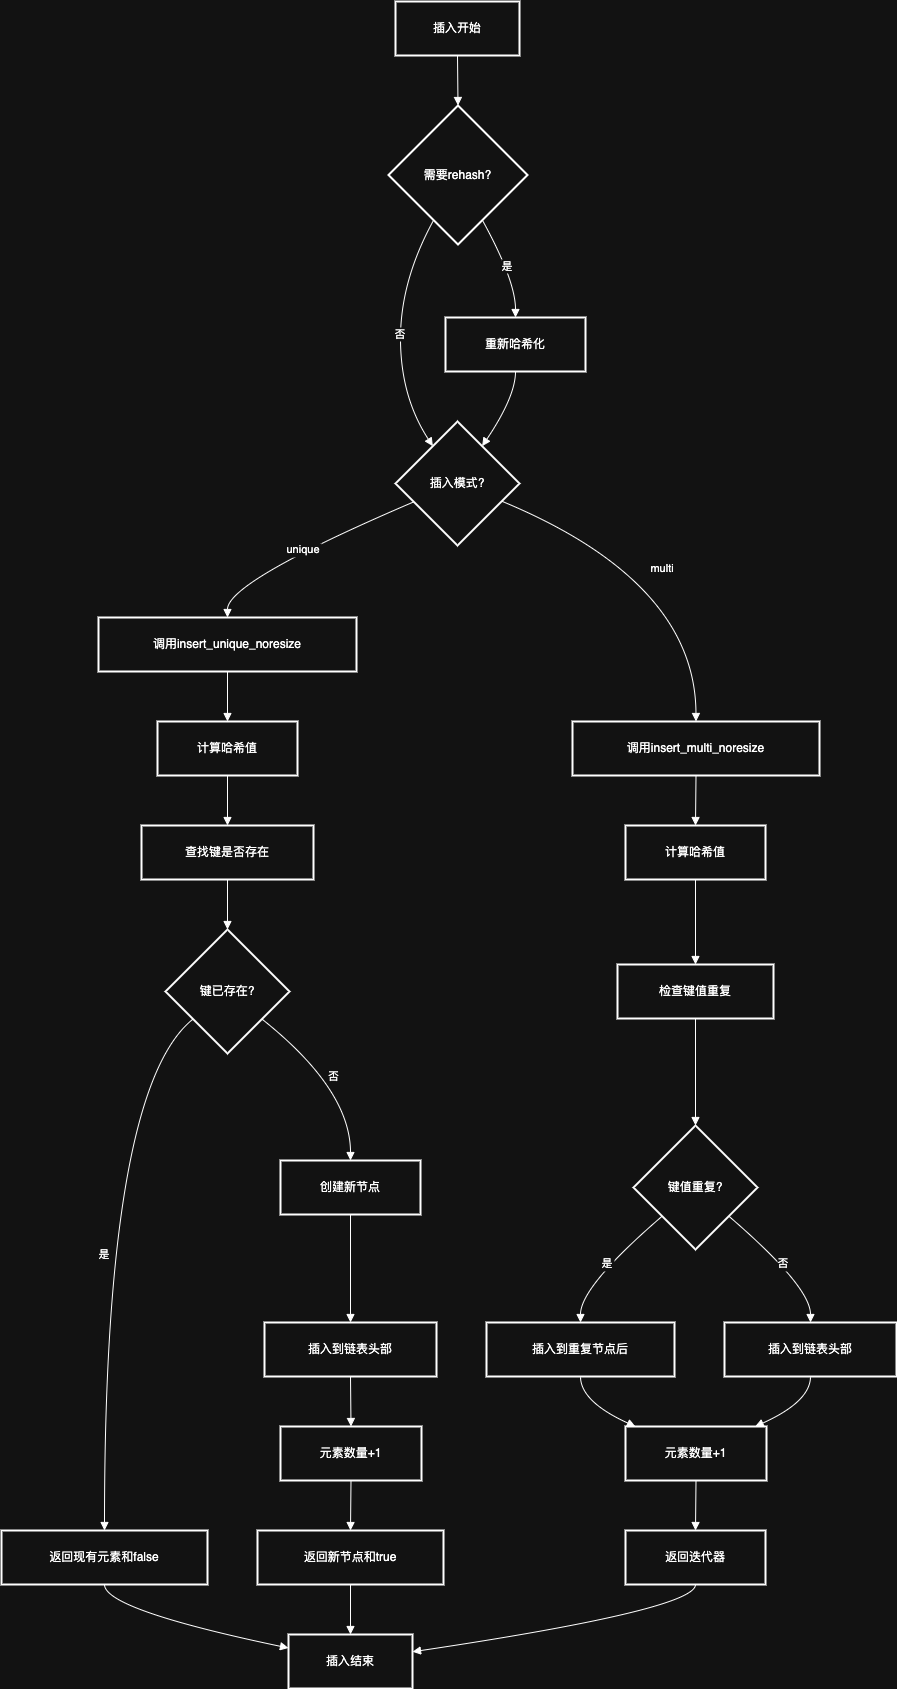 插入开始
需要rehash?
是
否
重新哈希化
插入模式?
unique
multi
调用insert_unique_noresize
计算哈希值
调用insert_multi_noresize
查找键是否存在
计算哈希值
键已存在?
检查键值重复
否
创建新节点
键值重复?
是
是
否
插入到链表头部
插入到重复节点后
插入到链表头部
元素数量+1
元素数量+1
返回现有元素和false
返回新节点和true
返回迭代器
插入结束